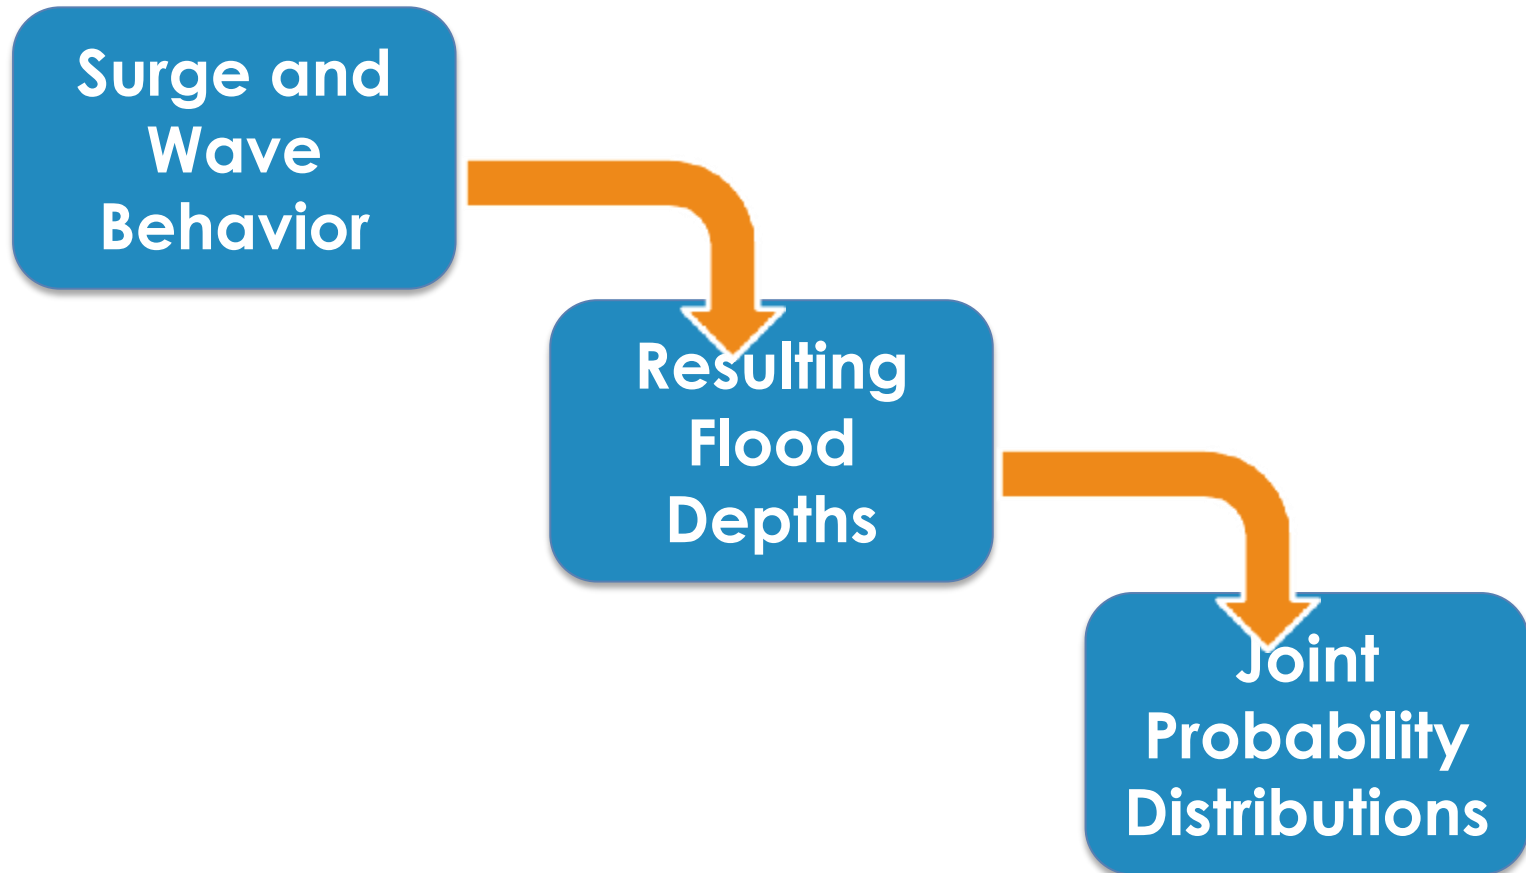 Surge and
Wave
Behavior
Resulting
Flood
Depths
Joint
Probability
Distributions